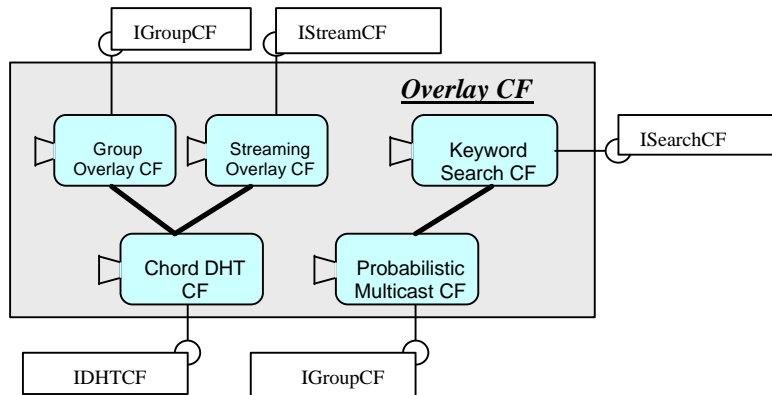 IGroupCF
IStreamCF
Overlay CF
Group
Overlay CF
Streaming
Overlay CF
Keyword
Search CF
ISearchCF
Chord DHT
CF
Probabilistic
Multicast CF
IDHTCF
IGroupCF